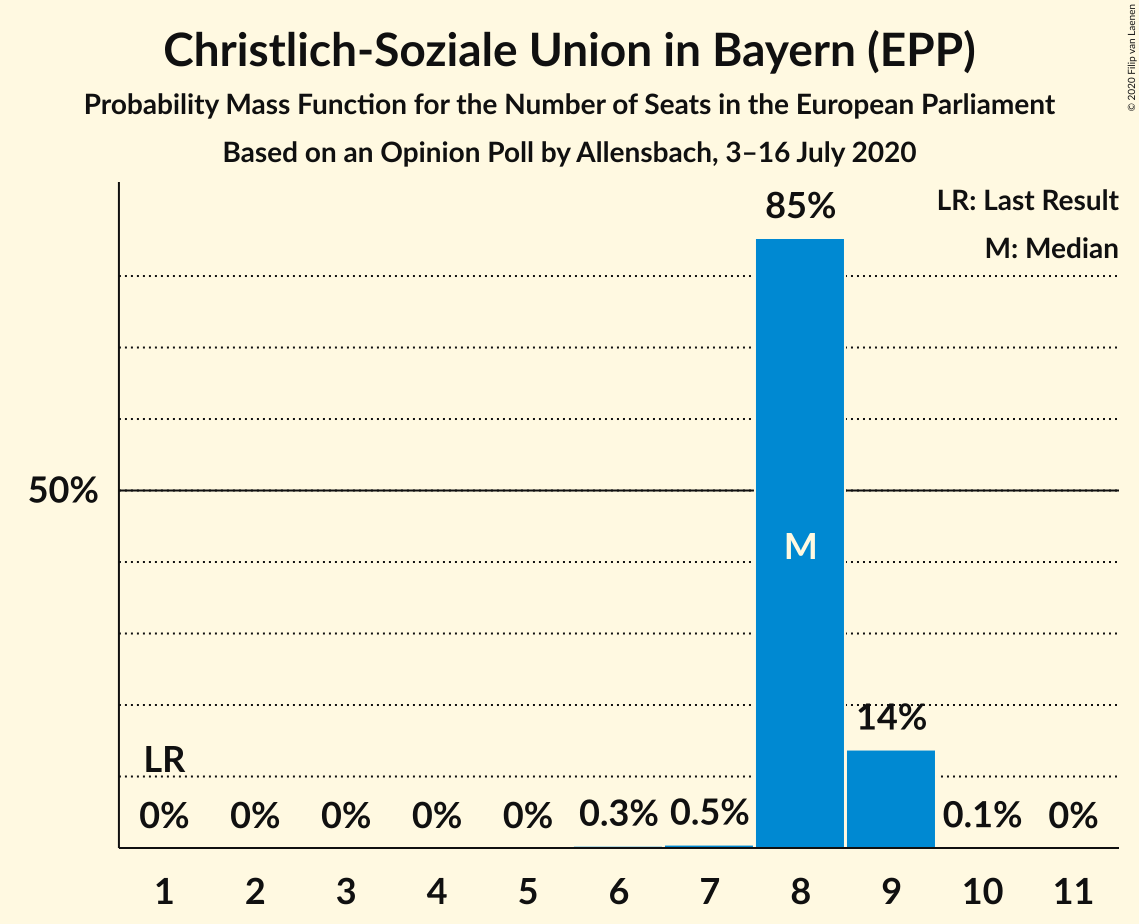 Christlich-Soziale Union in Bayern (EPP)
Probability Mass Function for the Number of Seats in the European Parliament
Based on an Opinion Poll by Allensbach, 3–16 July 2020
© 2020 Filip van Laenen
LR: Last Result
M: Median
85%
50%
M
14%
LR
0% 0% 0% 0% 0% 0.3% 0.5% 0.1% 0%
1 2 3 4 5 6 7 8 9 10 11